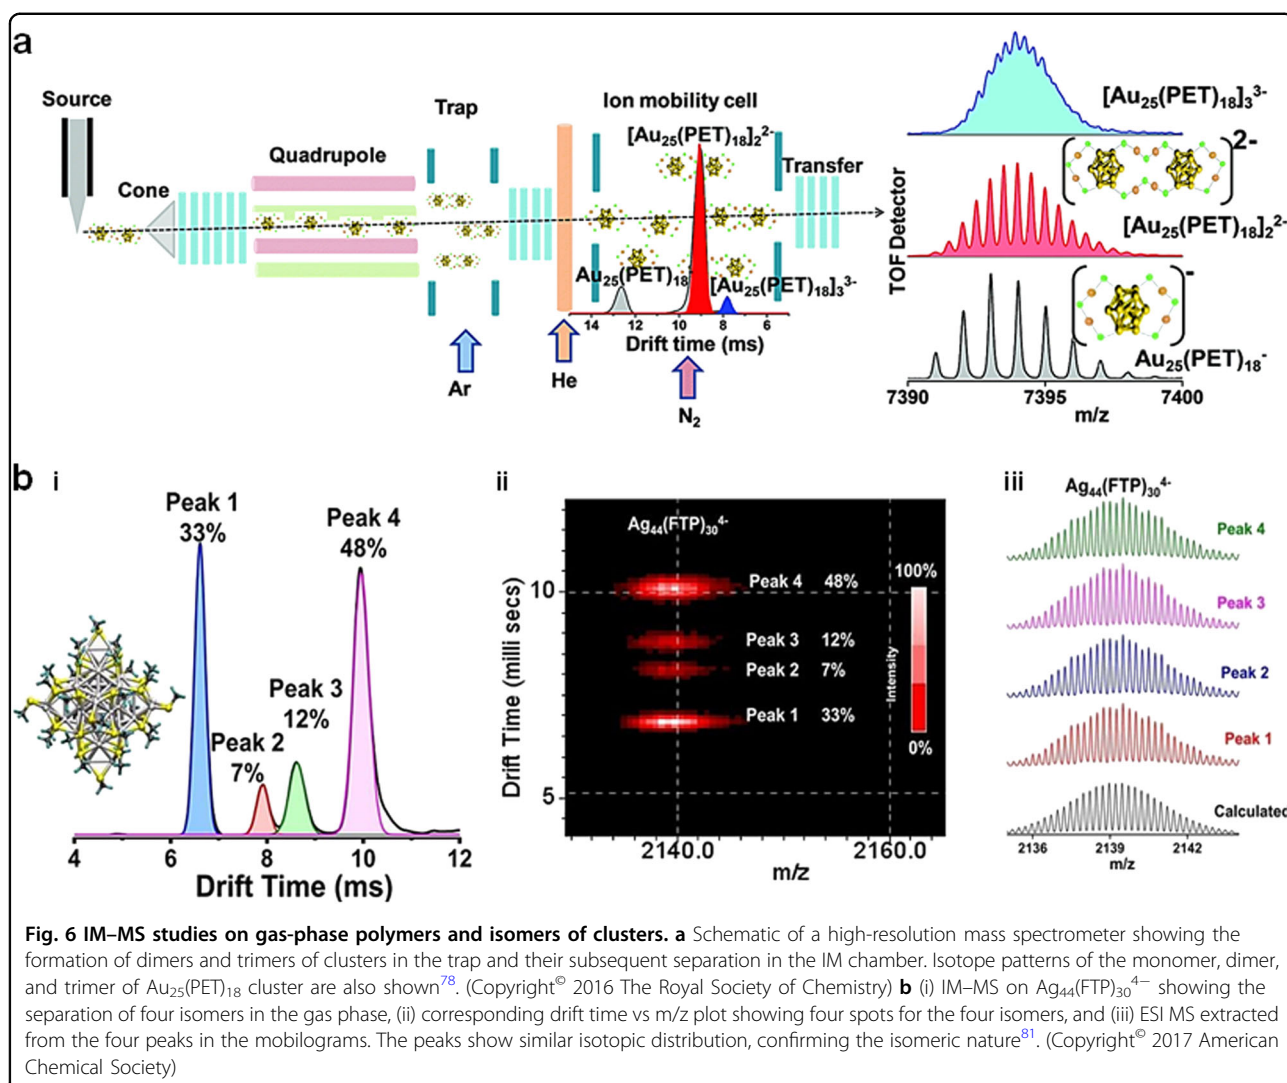 a
Source
Cone
Quadrupole
Trap
Ion mobility cell
[Au25(PET)18]2 2-
Transfer
Au25(PET)18-
[Au25(PET)18]3 3-
14 12 10 8 6
Drift time (ms)
Ar
He
N2
TOF Detector
[Au25(PET)18]3 3-
2-
[Au25(PET)18]2 2-
-
Au25(PET)18-
7390 7395 7400
m/z
b i
Peak 1
33%
Peak 2
7%
Peak 3
12%
Peak 4
48%
4 6 8 10 12
Drift Time (ms)
ii
Ag44(FTP)30 4-
Peak 4 48%
Peak 3 12%
Peak 2 7%
Peak 1 33%
100%
Intensity
0%
10
5
Drift Time (milli secs)
2140.0 2160.0
m/z
iii
Ag44(FTP)30 4-
Peak 4
Peak 3
Peak 2
Peak 1
Calculated
2136 2139 2142
m/z
Fig. 6 IM–MS studies on gas-phase polymers and isomers of clusters. a Schematic of a high-resolution mass spectrometer showing the
formation of dimers and trimers of clusters in the trap and their subsequent separation in the IM chamber. Isotope patterns of the monomer, dimer,
and trimer of Au25(PET)18 cluster are also shown78. (Copyright© 2016 The Royal Society of Chemistry) b (i) IM–MS on Ag44(FTP)30 4− showing the
separation of four isomers in the gas phase, (ii) corresponding drift time vs m/z plot showing four spots for the four isomers, and (iii) ESI MS extracted
from the four peaks in the mobilograms. The peaks show similar isotopic distribution, confirming the isomeric nature81. (Copyright© 2017 American
Chemical Society)